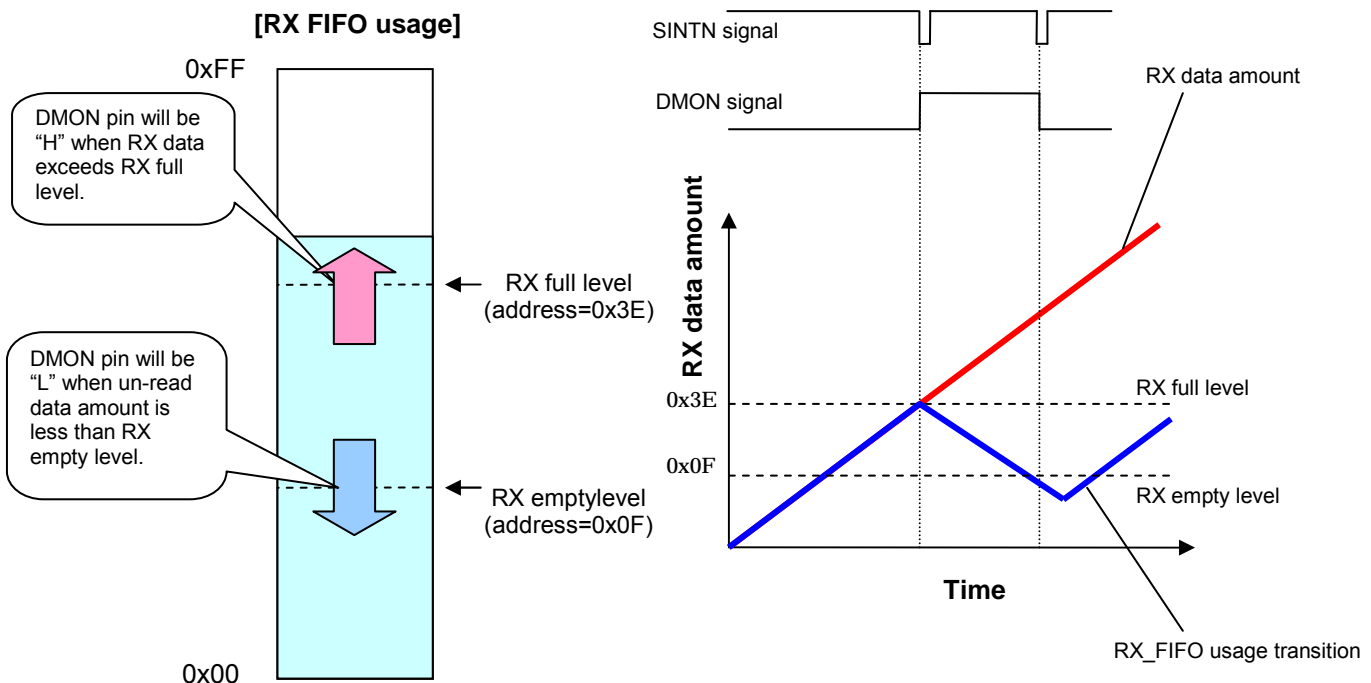 [RX FIFO usage]
0xFF
DMON pin will be
“H” when RX data
exceeds RX full
level.
RX full level
(address=0x3E)
DMON pin will be
“L” when un-read
data amount is
less than RX
empty level.
RX emptylevel
(address=0x0F)
0x00
SINTN signal
DMON signal
RX data amount
RX data amount
0x3E
RX full level
0x0F
RX empty level
Time
RX_FIFO usage transition